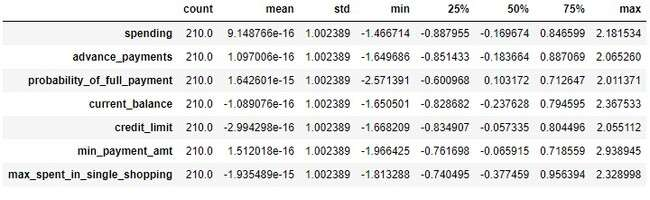 count mean std min 25% 50% 75% max
spending 210.0 9.148766e-16 1.002389 -1.466714 -0.887955 -0.169674 0.846599 2.181534
advance_payments 210.0 1.097006e-16 1.002389 -1.649686 -0.851433 -0.183664 0.887069 2.065260
probability_of_full_payment 210.0 1.642601e-15 1.002389 -2.571391 -0.600968 0.103172 0.712647 2.011371
current_balance 210.0 -1.089076e-16 1.002389 -1.650501 -0.828682 -0.237628 0.794595 2.367533
credit_limit 210.0 -2.994298e-16 1.002389 -1.668209 -0.834907 -0.057335 0.804496 2.055112
min_payment_amt 210.0 1.512018e-16 1.002389 -1.966425 -0.761698 -0.065915 0.718559 2.938945
max_spent_in_single_shopping 210.0 -1.935489e-15 1.002389 -1.813288 -0.740495 -0.377459 0.956394 2.328998